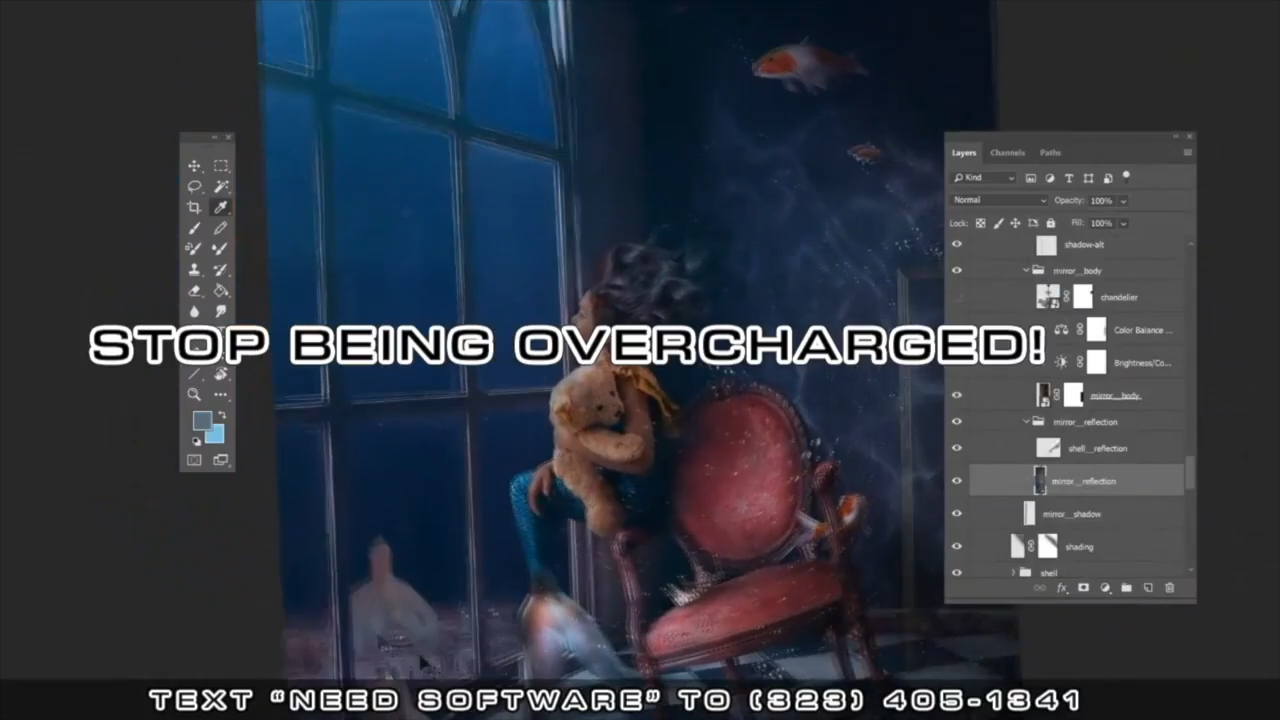 Layers Channels Paths
Kind
Normal Opacity: 100%
Lock: Fill: 100%
shadow-alt
mirror__body
chandelier
STOP BEING OVERCHARGED!
Color Balance ...
Brightness/Co...
mirror__body
mirror__reflection
shell__reflection
mirror__reflection
mirror__shadow
shading
shell
fx
TEXT “NEED SOFTWARE” TO (323) 405-1341